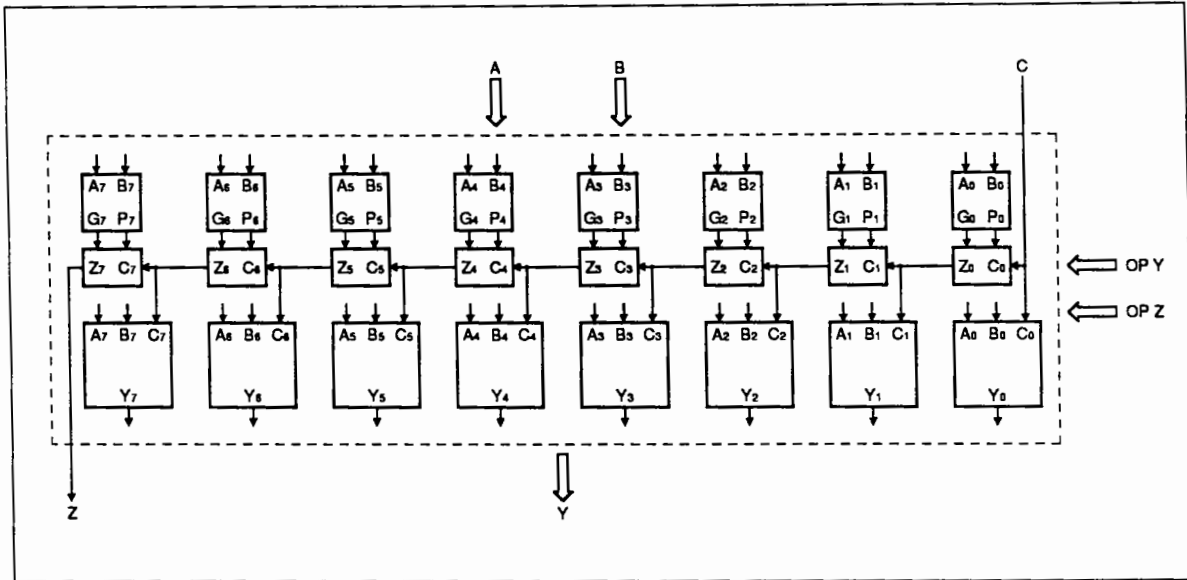 A B C
A7 B7 A6 B6 A5 B5 A4 B4 A3 B3 A2 B2 A1 B1 A0 B0
G7 P7 G6 P6 G5 P5 G4 P4 G3 P3 G2 P2 G1 P1 G0 P0
Z7 C7 Z6 C6 Z5 C5 Z4 C4 Z3 C3 Z2 C2 Z1 C1 Z0 C0 OP Y
OP Z
A7 B7 C7 A6 B6 C6 A5 B5 C5 A4 B4 C4 A3 B3 C3 A2 B2 C2 A1 B1 C1 A0 B0 C0
Y7 Y6 Y5 Y4 Y3 Y2 Y1 Y0
Z Y